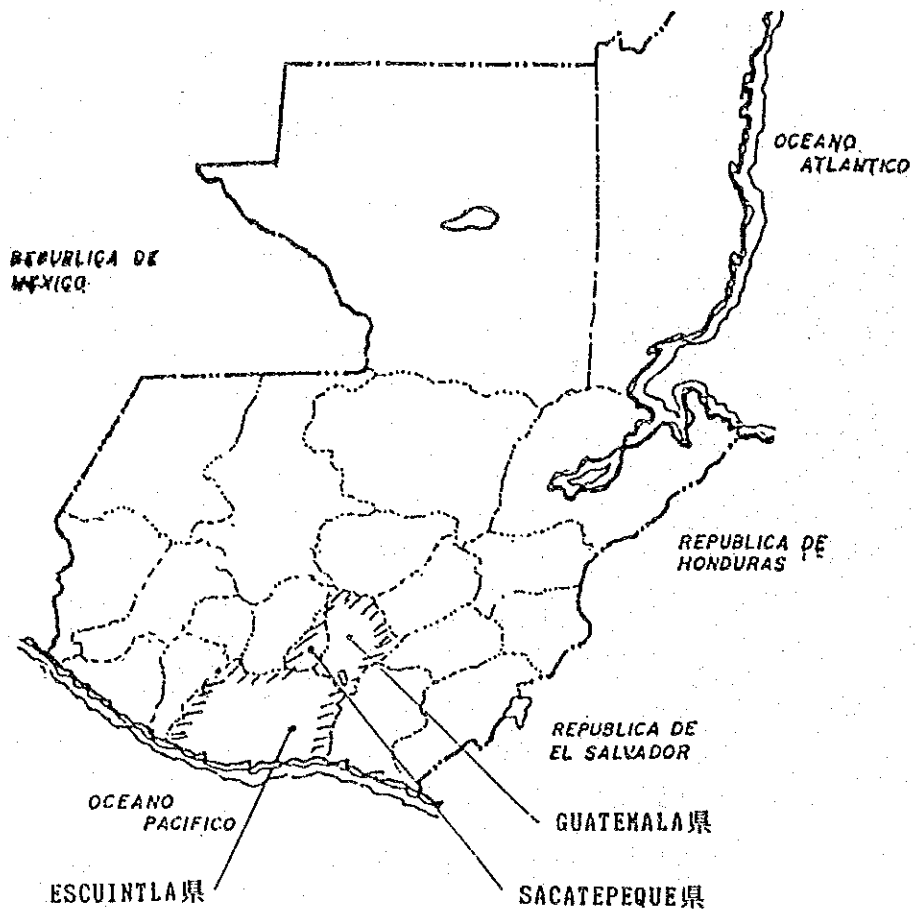 OCEANO
ATLANTICO
REPUBLICA DE
MEXICO
REPUBLICA DE
HONDURAS
REPUBLICA DE
EL SALVADOR
OCEANO
PACIFICO
GUATEMALA県
ESCUINTLA県
SACATEPEQUE県